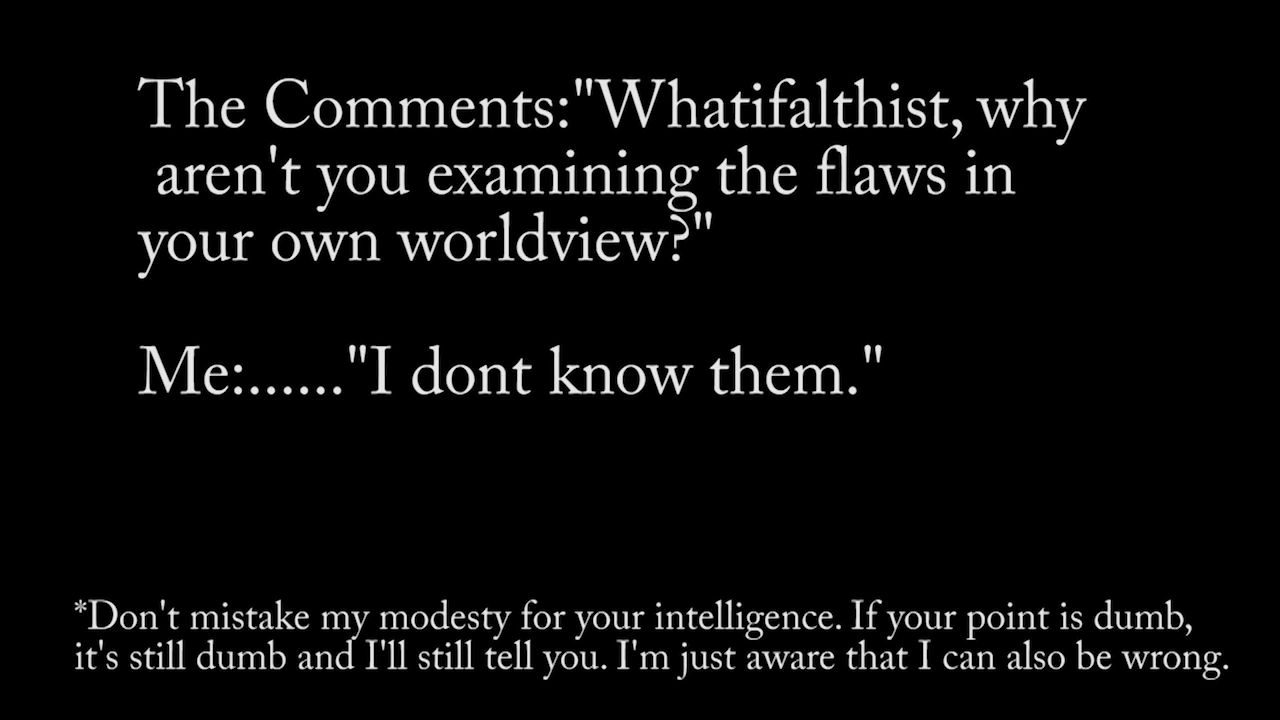 The Comments:"Whatifalthist, why
aren't you examining the flaws in
your own worldview?"
Me:......"I dont know them."
*Don't mistake my modesty for your intelligence. If your point is dumb,
it's still dumb and I'll still tell you. I'm just aware that I can also be wrong.